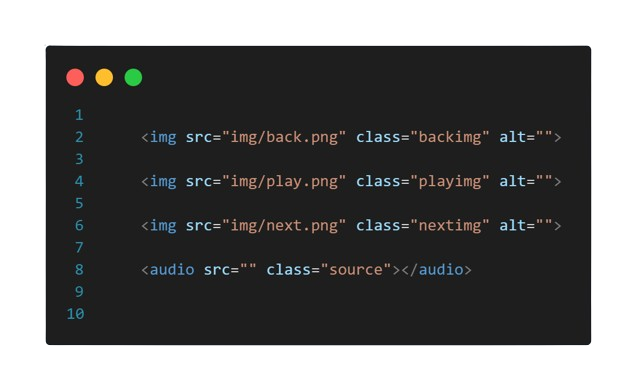 1
2 <img src="img/back.png" class="backimg" alt="">
3
4 <img src="img/play.png" class="playimg" alt="">
5
6 <img src="img/next.png" class="nextimg" alt="">
7
8 <audio src="" class="source"></audio>
9
10